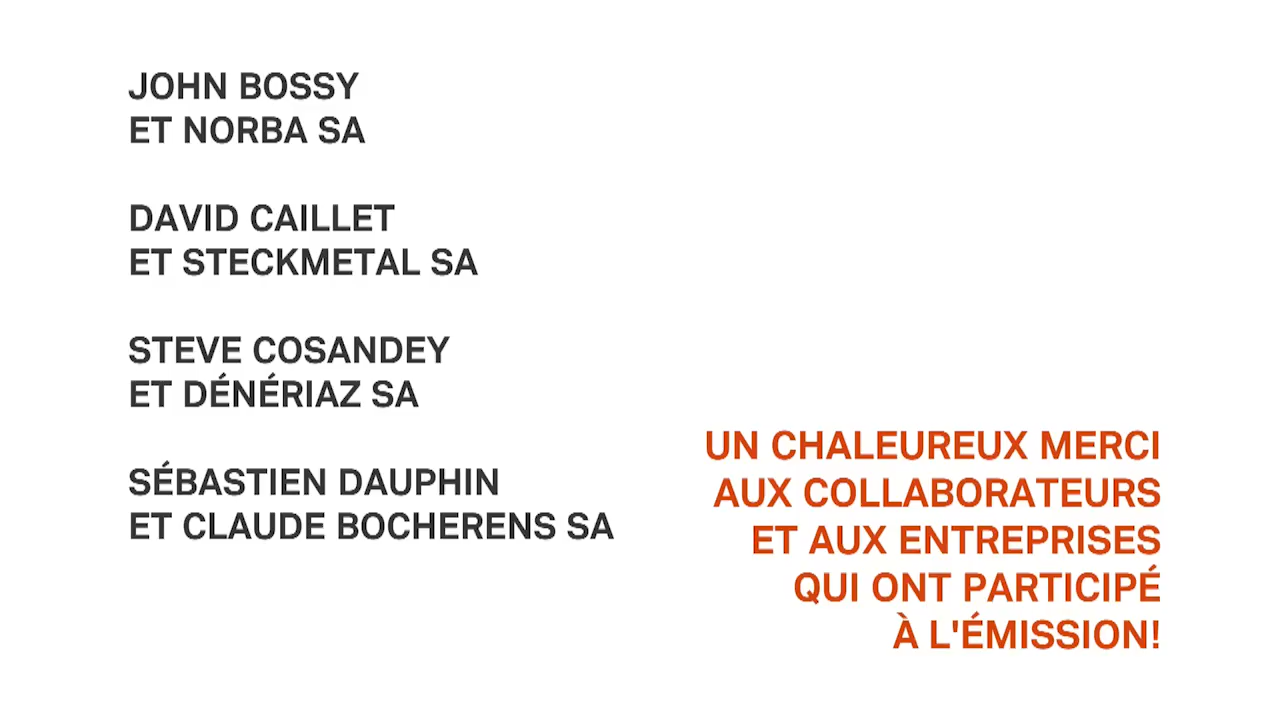 JOHN BOSSY
ET NORBA SA
DAVID CAILLET
ET STECKMETAL SA
STEVE COSANDEY
ET DÉNÉRIAZ SA
SÉBASTIEN DAUPHIN
ET CLAUDE BOCHERENS SA
UN CHALEUREUX MERCI
AUX COLLABORATEURS
ET AUX ENTREPRISES
QUI ONT PARTICIPÉ
À L'ÉMISSION!